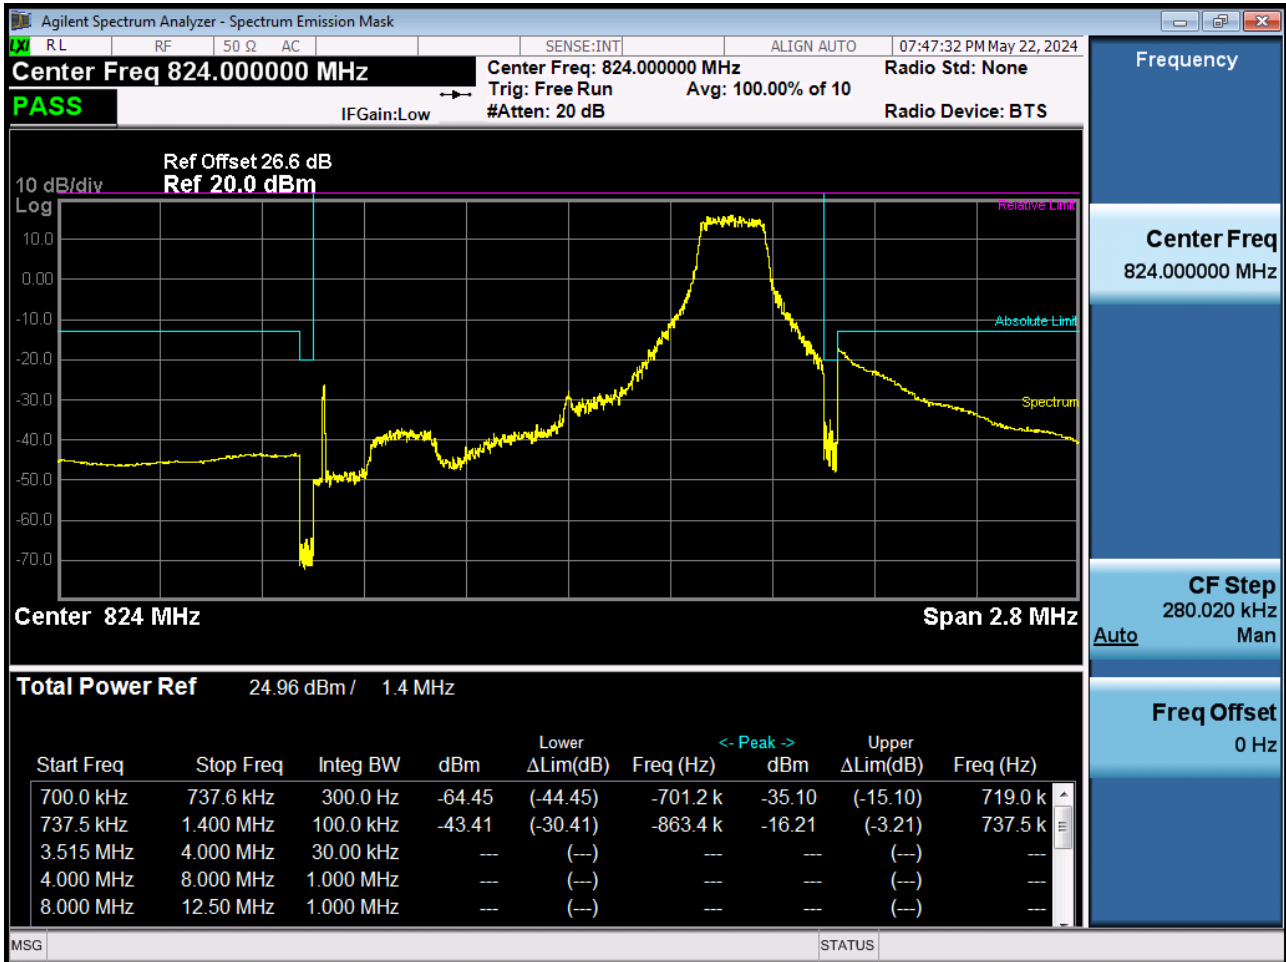 Agilent Spectrum Analyzer - Spectrum Emission Mask
LXI RL RF 50 Ω AC SENSE:INT ALIGN AUTO 07:47:32 PM May 22, 2024
Center Freq 824.000000 MHz
Center Freq: 824.000000 MHz Radio Std: None
Trig: Free Run Avg: 100.00% of 10
PASS IFGain:Low #Atten: 20 dB Radio Device: BTS
Ref Offset 26.6 dB
10 dB/div Ref 20.0 dBm
Log
Relative Limit
10.0
0.00
-10.0
Absolute Limit
-20.0
-30.0
Spectrum
-40.0
-50.0
-60.0
-70.0
Center 824 MHz Span 2.8 MHz
Total Power Ref 24.96 dBm / 1.4 MHz
Lower <- Peak -> Upper
Start Freq Stop Freq Integ BW dBm ΔLim(dB) Freq (Hz) dBm ΔLim(dB) Freq (Hz)
700.0 kHz 737.6 kHz 300.0 Hz -64.45 (-44.45) -701.2 k -35.10 (-15.10) 719.0 k
737.5 kHz 1.400 MHz 100.0 kHz -43.41 (-30.41) -863.4 k -16.21 (-3.21) 737.5 k
3.515 MHz 4.000 MHz 30.00 kHz --- (---) --- --- (---) ---
4.000 MHz 8.000 MHz 1.000 MHz --- (---) --- --- (---) ---
8.000 MHz 12.50 MHz 1.000 MHz --- (---) --- --- (---) ---
MSG STATUS
Frequency
Center Freq
824.000000 MHz
CF Step
280.020 kHz
Auto Man
Freq Offset
0 Hz